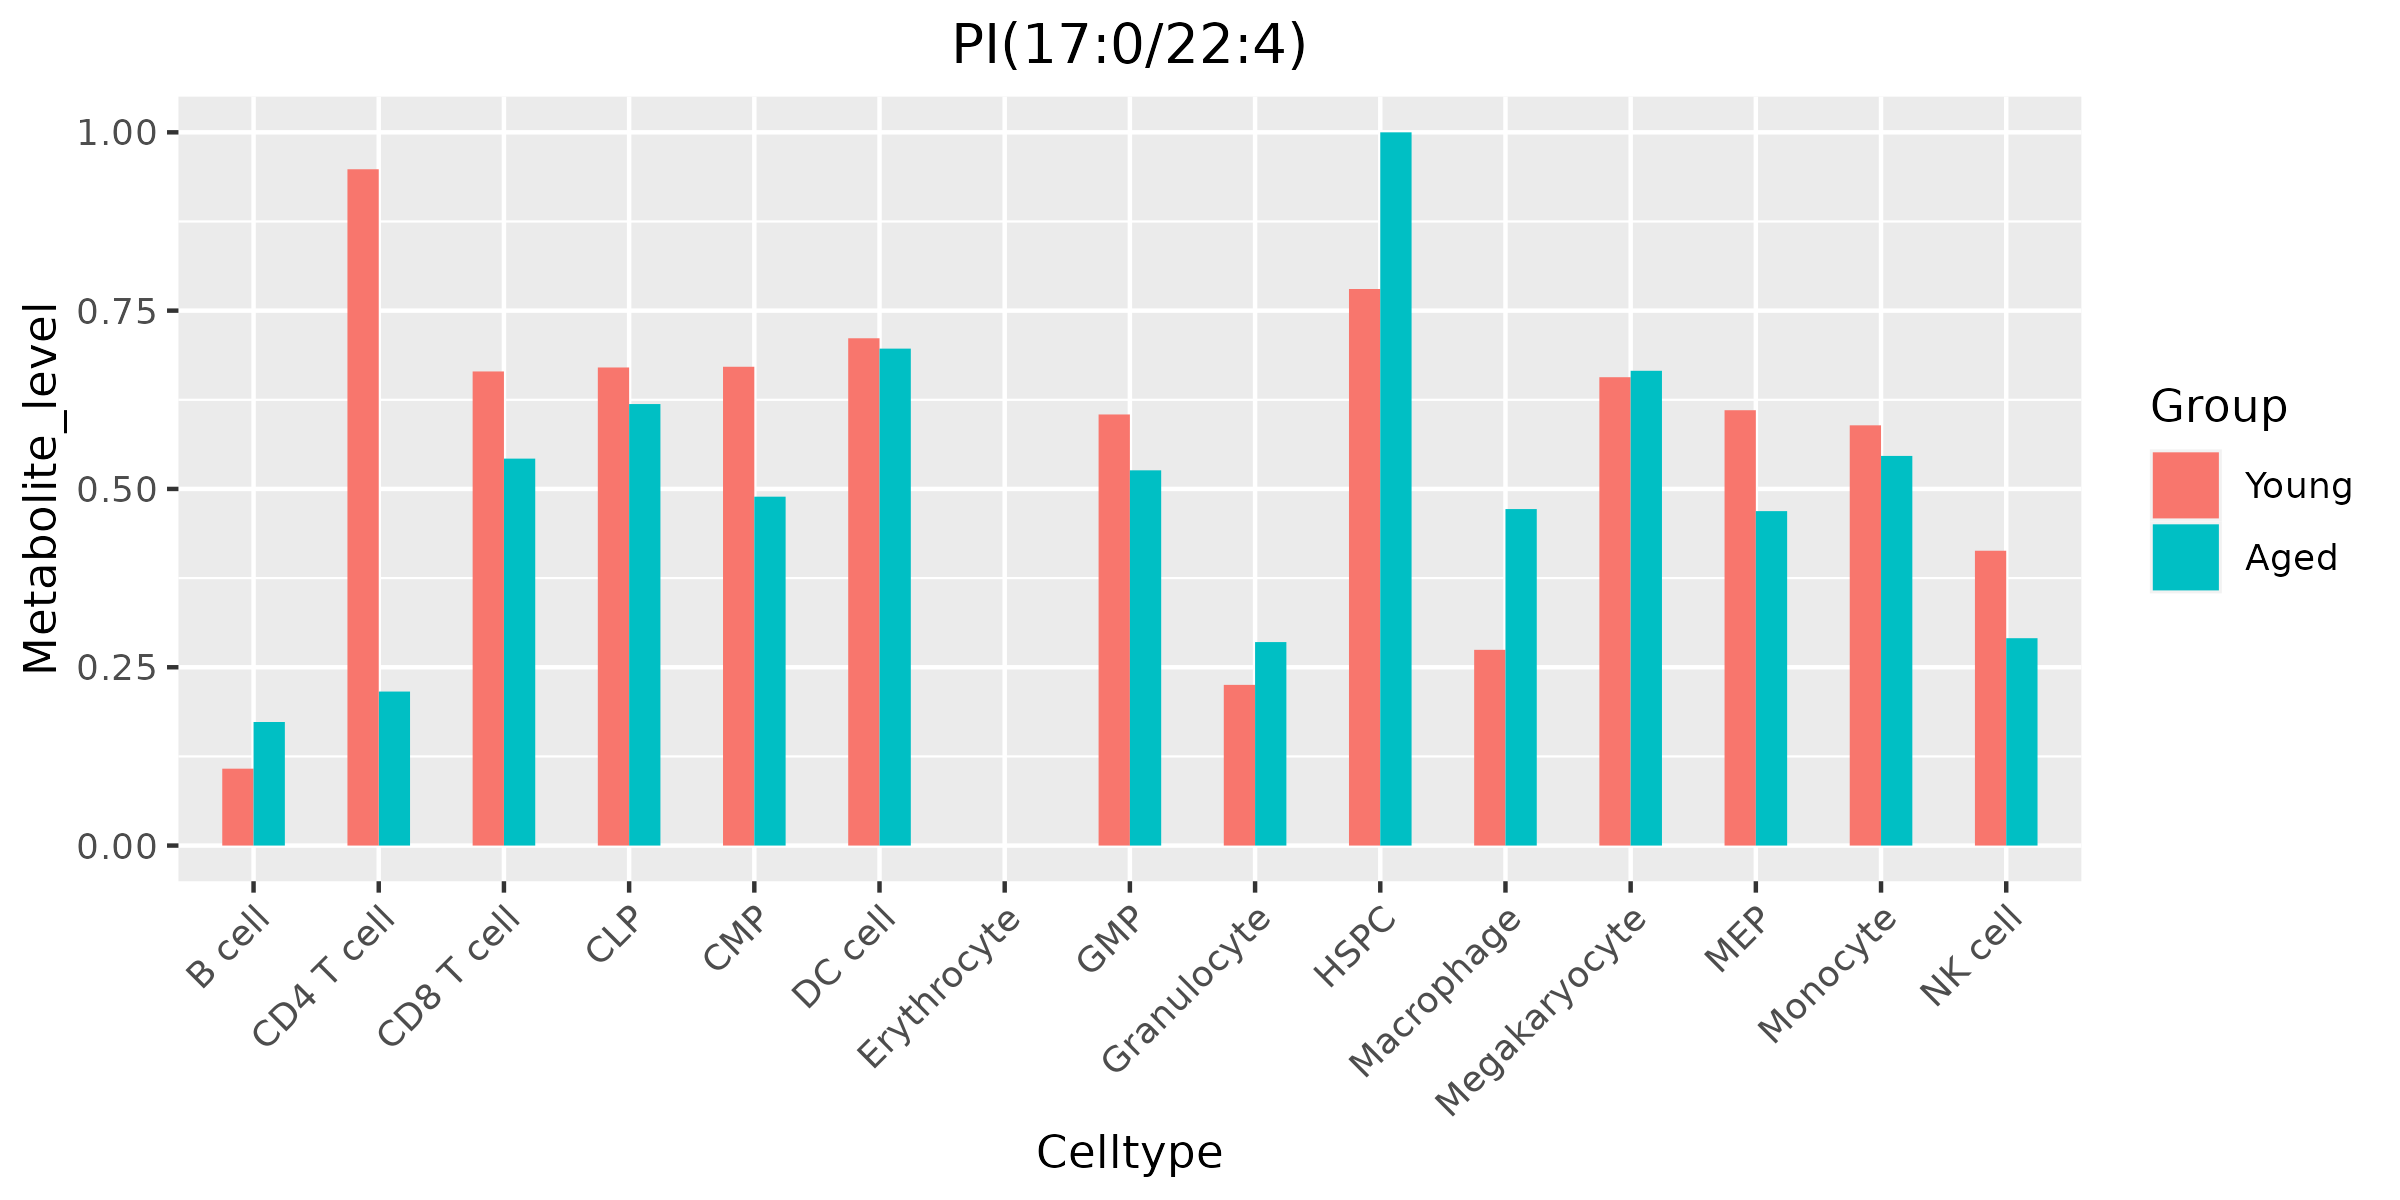 PI(17:0/22:4)
Metabolite_level
1.00
0.75
0.50
0.25
0.00
B cell
CD4 T cell
CD8 T cell
CLP
CMP
DC cell
Erythrocyte
GMP
Granulocyte
HSPC
Macrophage
Megakaryocyte
MEP
Monocyte
NK cell
Celltype
Group
Young
Aged